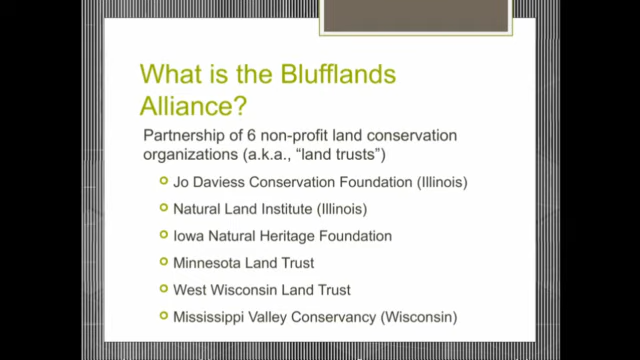 What is the Blufflands
Alliance?
Partnership of 6 non-profit land conservation
organizations (a.k.a., “land trusts”)
Jo Daviess Conservation Foundation (Illinois)
Natural Land Institute (Illinois)
Iowa Natural Heritage Foundation
Minnesota Land Trust
West Wisconsin Land Trust
Mississippi Valley Conservancy (Wisconsin)